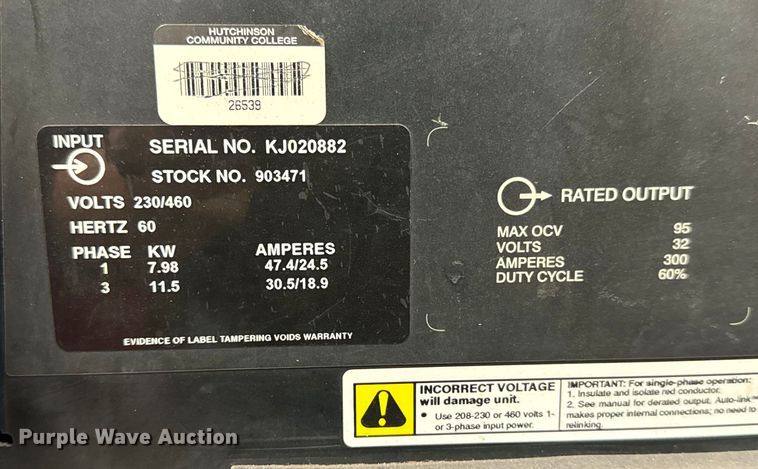 HUTCHINSON
COMMUNITY COLLEGE
26539
INPUT
SERIAL NO. KJ020882
STOCK NO. 903471
VOLTS 230/460
HERTZ 60
PHASE KW AMPERES
1 7.98 47.4/24.5
3 11.5 30.5/18.9
EVIDENCE OF LABEL TAMPERING VOIDS WARRANTY
RATED OUTPUT
MAX OCV 95
VOLTS 32
AMPERES 300
DUTY CYCLE 60%
INCORRECT VOLTAGE
will damage unit.
• Use 208-230 or 460 volts 1-
or 3-phase input power.
IMPORTANT: For single-phase operation:
1. Insulate and isolate red conductor.
2. See manual for derated output. Auto-link™
makes proper internal connections; no need to
relinking.
Purple Wave Auction